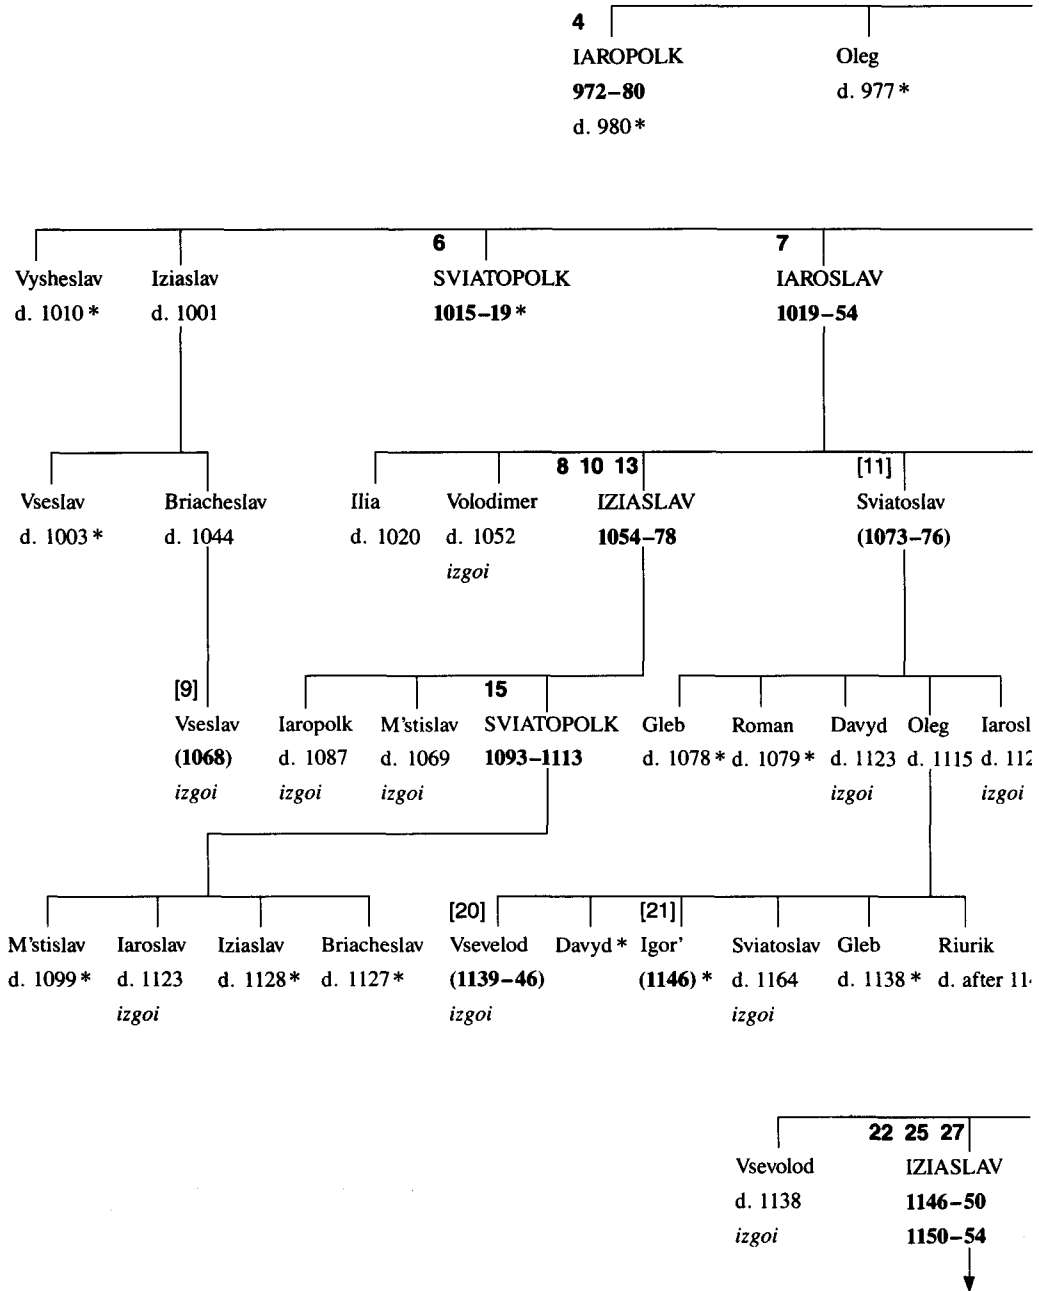 4
IAROPOLK Oleg
972–80 d. 977 *
d. 980 *
6 7
Vysheslav Iziaslav SVIATOPOLK IAROSLAV
d. 1010 * d. 1001 1015–19 * 1019–54
8 10 13 [11]
Vseslav Briacheslav Ilia Volodimer IZIASLAV Sviatoslav
d. 1003 * d. 1044 d. 1020 d. 1052 1054–78 (1073–76)
izgoi
[9] 15
Vseslav Iaropolk M'stislav SVIATOPOLK Gleb Roman Davyd Oleg Iarosl
(1068) d. 1087 d. 1069 1093–1113 d. 1078 * d. 1079 * d. 1123 d. 1115 d. 112
izgoi izgoi izgoi izgoi izgoi
[20] [21]
M'stislav Iaroslav Iziaslav Briacheslav Vsevelod Davyd * Igor' Sviatoslav Gleb Riurik
d. 1099 * d. 1123 d. 1128 * d. 1127 * (1139–46) (1146) * d. 1164 d. 1138 * d. after 11
izgoi izgoi izgoi
22 25 27
Vsevolod IZIASLAV
d. 1138 1146–50
izgoi 1150–54